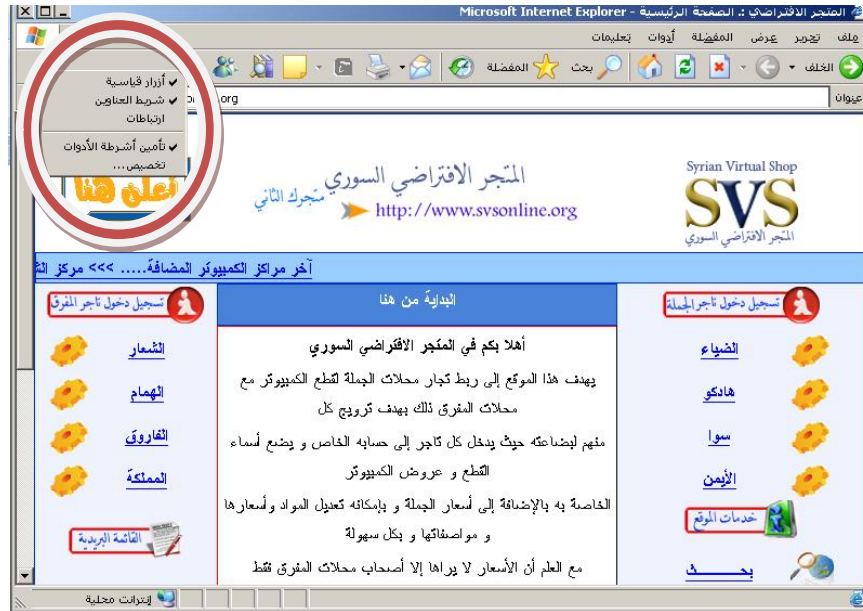 المتجر الافتراضي :. الصفحة الرئيسية - Microsoft Internet Explorer
ملف تحرير عرض المفضلة أدوات تعليمات
الخلف بحث المفضلة
عنوان
org
أزرار قياسية
شريط العناوين
ارتباطات
تأمين أشرطة الأدوات
تخصيص...
Syrian Virtual Shop
SVS
المتجر الافتراضي السوري
المتجر الافتراضي السوري متجرك الثاني
http://www.svsonline.org
أعلن هنا
آخر مراكز الكمبيوتر المضافة..... >>> مركز
تسجيل دخول تاجر الجملة
الضياء
هادكو
سوا
الأيمن
خدمات الموقع
بحـــــث
البداية من هنا
أهلا بكم في المتجر الافتراضي السوري
يهدف هذا الموقع إلى ربط تجار محلات الجملة لقطع الكمبيوتر مع
محلات المفرق ذلك بهدف ترويج كل
منهم لبضاعته حيث يدخل كل تاجر إلى حسابه الخاص و يضع أسماء
القطع و عروض الكمبيوتر
الخاصة به بالإضافة إلى أسعار الجملة و بإمكانه تعديل المواد وأسعارها
و مواصفاتها و بكل سهولة
مع العلم أن الأسعار لا يراها إلا أصحاب محلات المفرق فقط
تسجيل دخول تاجر المفرق
الشعار
الهمام
الفاروق
المملكة
القائمة البريدية
إنترانت محلية